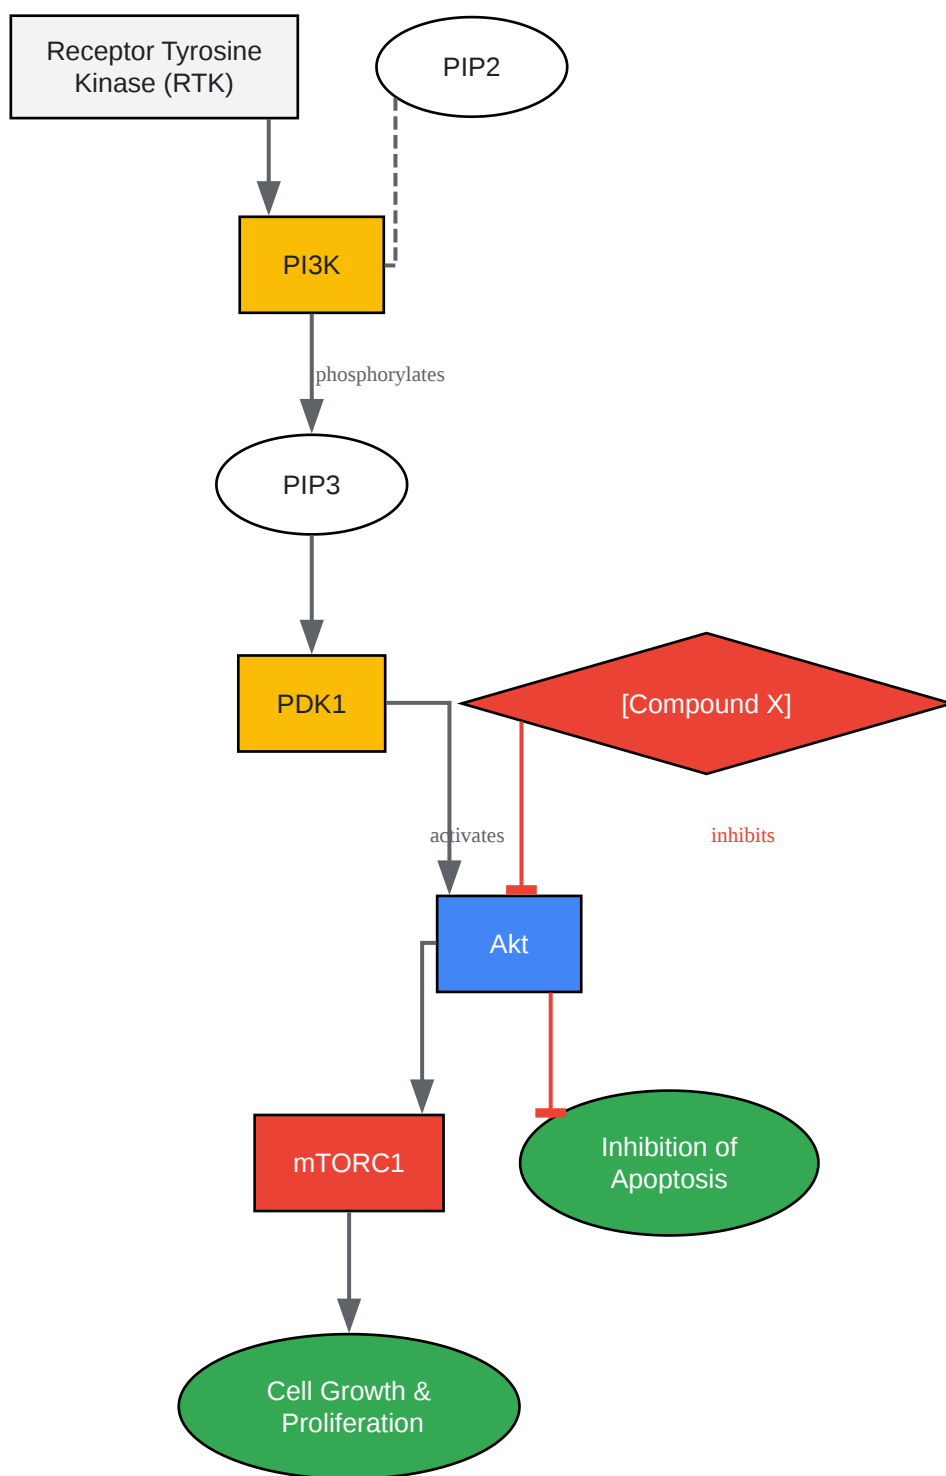 Receptor Tyrosine
Kinase (RTK)
PIP2
PI3K
phosphorylates
PIP3
PDK1
[Compound X]
activates
inhibits
Akt
mTORC1
Inhibition of
Apoptosis
Cell Growth &
Proliferation